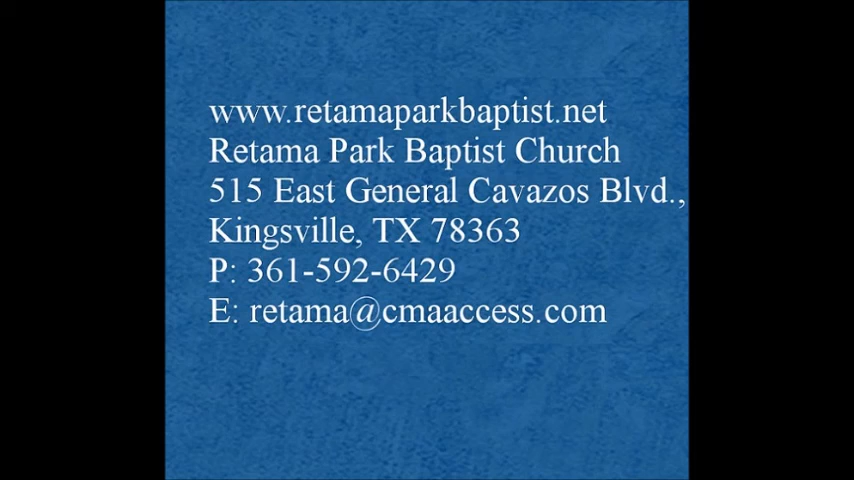 www.retamaparkbaptist.net
Retama Park Baptist Church
515 East General Cavazos Blvd.,
Kingsville, TX 78363
P: 361-592-6429
E: retama@cmaaccess.com